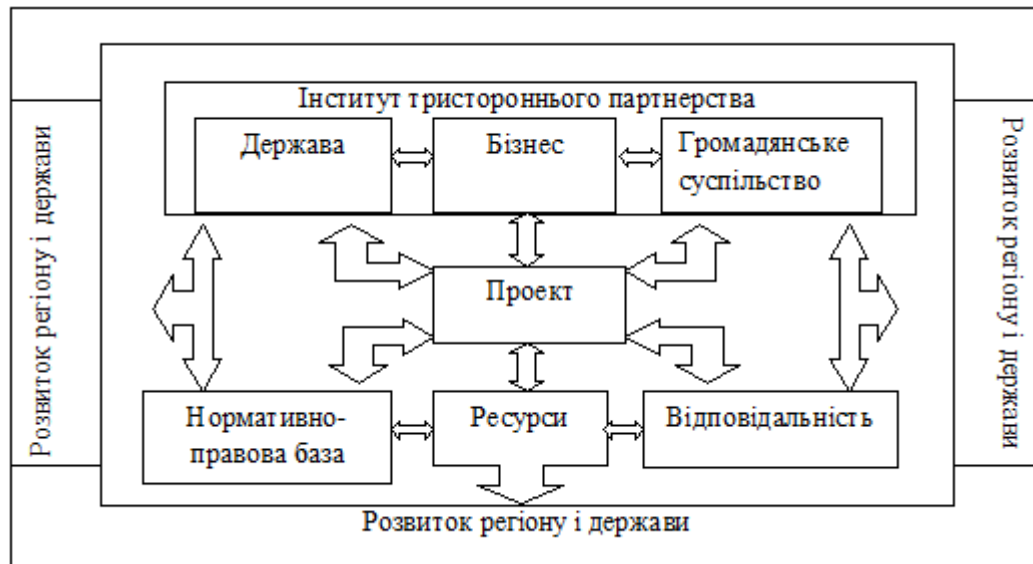 Інститут тристороннього партнерства
Держава
Бізнес
Громадянське
суспільство
Проект
Нормативно-
правова база
Ресурси
Відповідальність
Розвиток регіону і держави
Розвиток регіону і держави
Розвиток регіону і держави